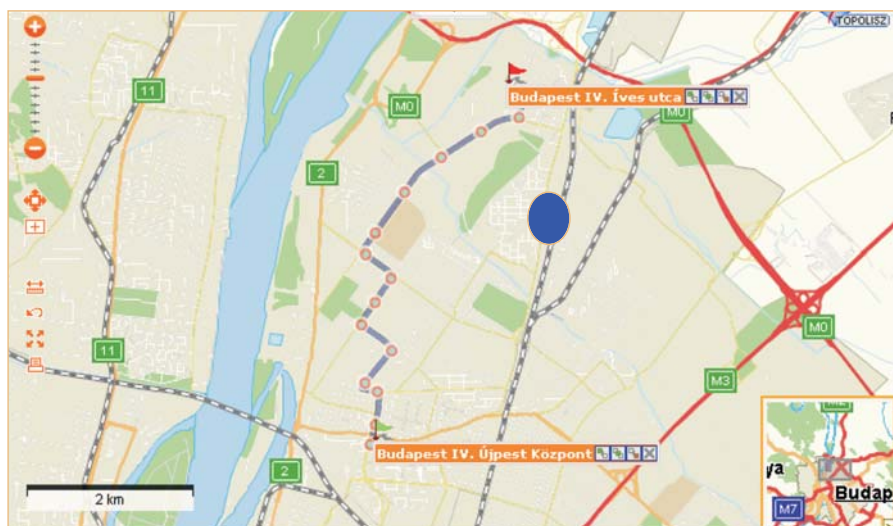 TOPOLISZ
11
M0
Budapest IV. Íves utca
M0
2
M0
11
M3
Budapest IV. Újpest Központ
2
2 km
ya
Budap
M7